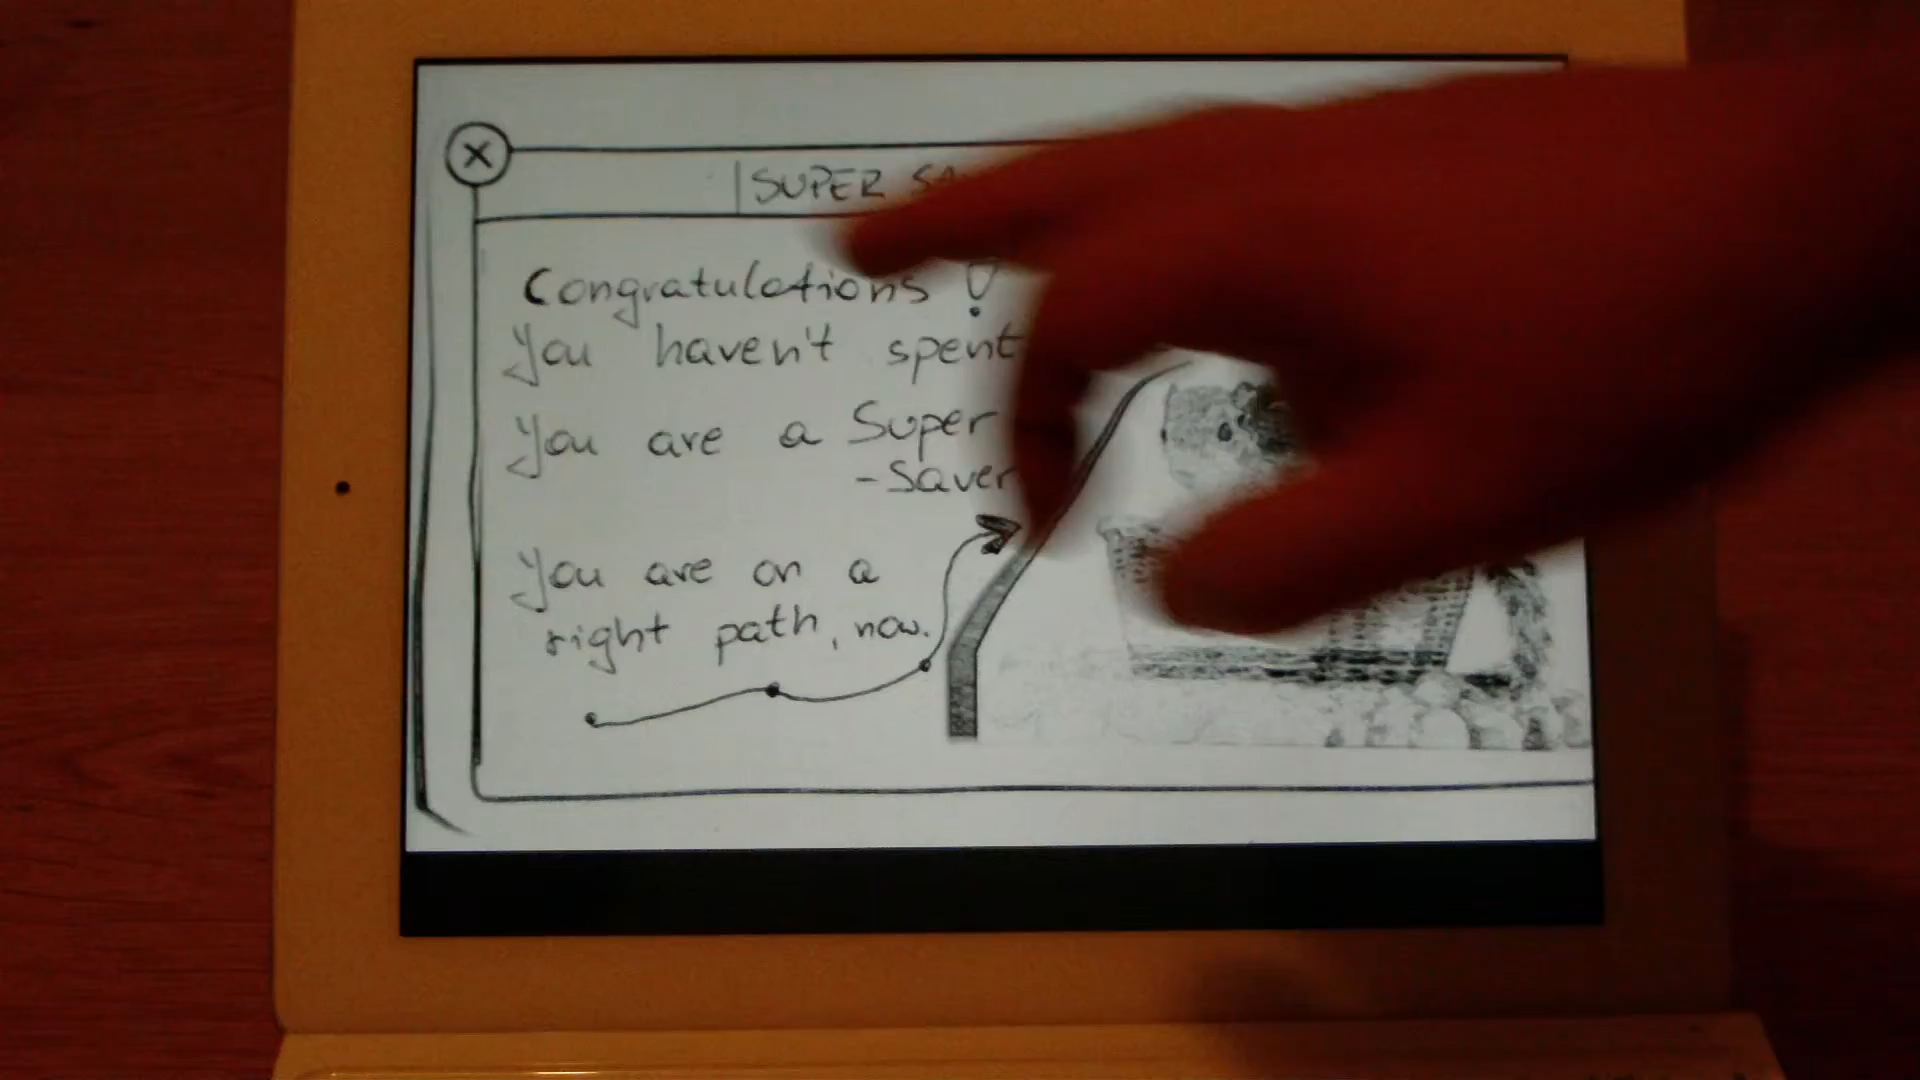 SUPER
Congratulations!
You haven't spent
You are a Super
-Saver
You are on a
right path, now.